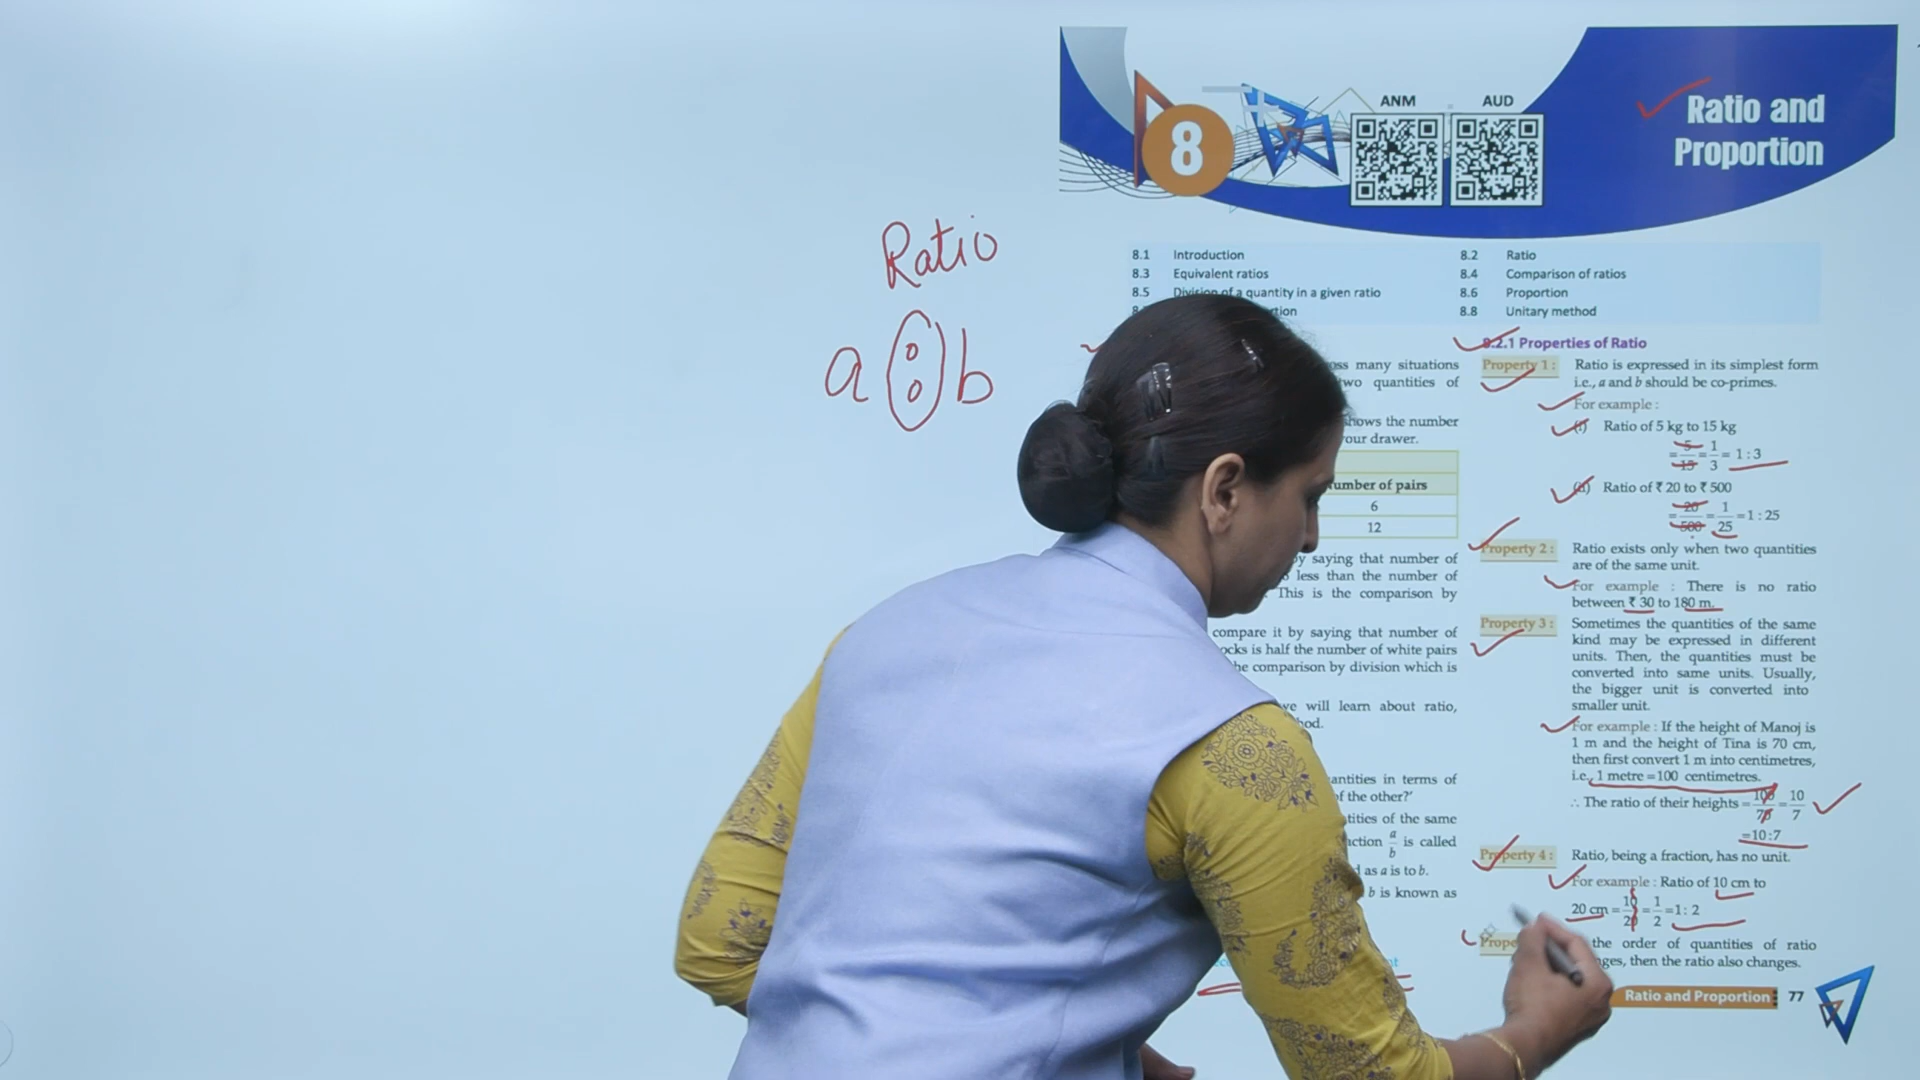 Ratio
a : b
8
ANM
AUD
Ratio and
Proportion
8.1 Introduction
8.2 Ratio
8.3 Equivalent ratios
8.4 Comparison of ratios
8.5 Division of a quantity in a given ratio
8.6 Proportion
8.8 Unitary method
many situations
two quantities of
shows the number
your drawer.
Number of pairs
6
12
by saying that number of
less than the number of
This is the comparison by
compare it by saying that number of
is half the number of white pairs
the comparison by division which is
we will learn about ratio,
in terms of
of the other?'
of the same
a/b is called
as a is to b.
b is known as
8.2.1 Properties of Ratio
Property 1 : Ratio is expressed in its simplest form
i.e., a and b should be co-primes.
For example :
(i) Ratio of 5 kg to 15 kg
= 5/15 = 1/3 = 1 : 3
(ii) Ratio of ₹ 20 to ₹ 500
= 20/500 = 1/25 = 1 : 25
Property 2 : Ratio exists only when two quantities
are of the same unit.
For example : There is no ratio
between ₹ 30 to 180 m.
Property 3 : Sometimes the quantities of the same
kind may be expressed in different
units. Then, the quantities must be
converted into same units. Usually,
the bigger unit is converted into
smaller unit.
For example : If the height of Manoj is
1 m and the height of Tina is 70 cm,
then first convert 1 m into centimetres,
i.e., 1 metre = 100 centimetres.
∴ The ratio of their heights = 100/70 = 10/7
= 10 : 7
Property 4 : Ratio, being a fraction, has no unit.
For example : Ratio of 10 cm to
20 cm = 10/20 = 1/2 = 1 : 2
the order of quantities of ratio
then the ratio also changes.
Ratio and Proportion 77